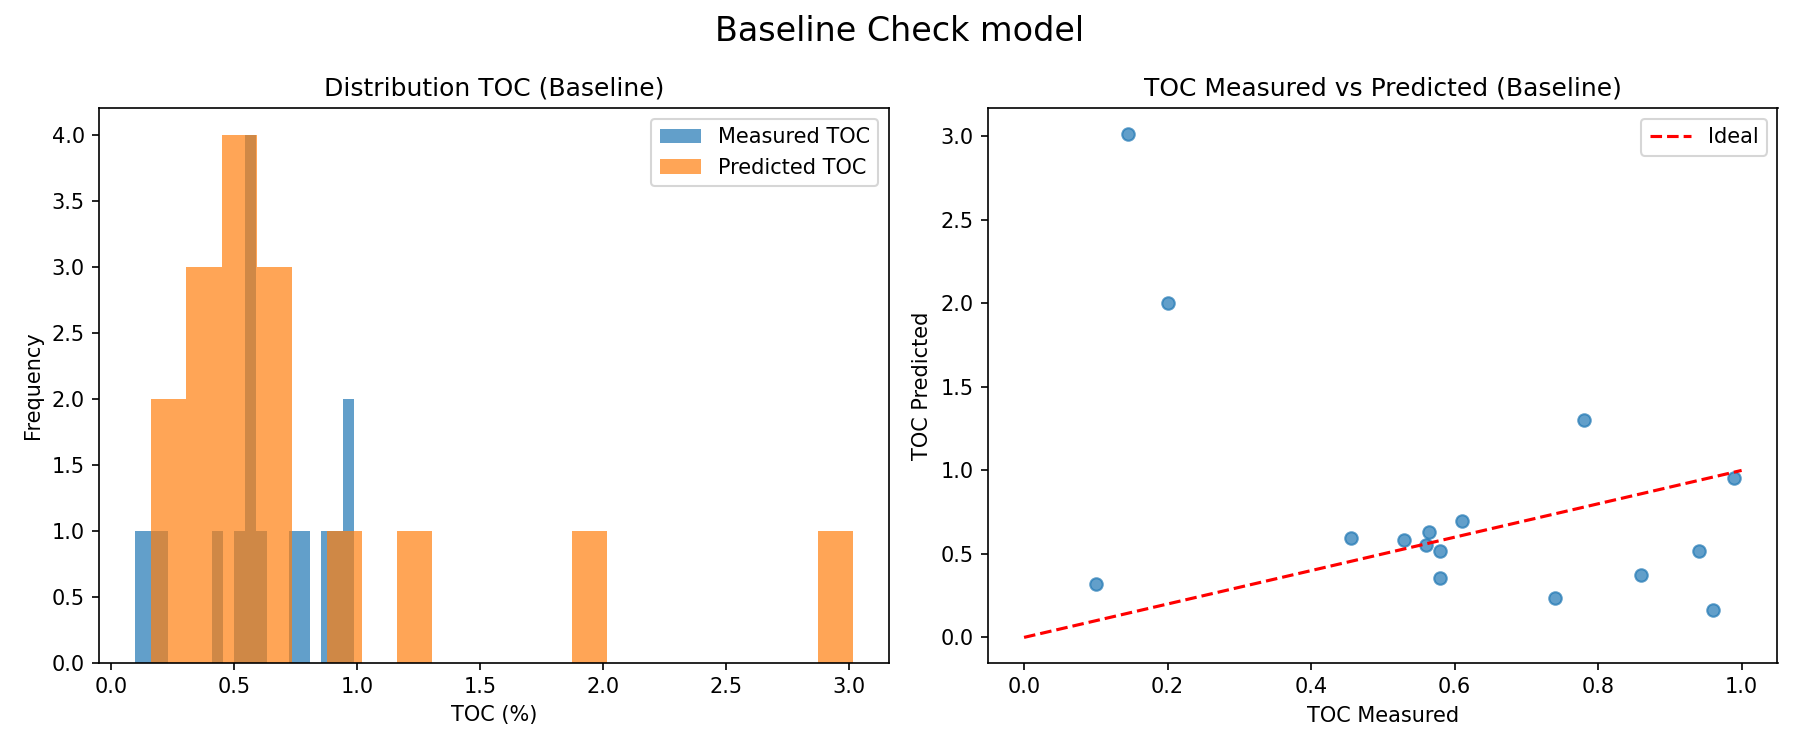 Baseline Check model
Distribution TOC (Baseline)
Measured TOC
Predicted TOC
4.0
3.5
3.0
2.5
2.0
1.5
1.0
0.5
0.0
Frequency
0.0 0.5 1.0 1.5 2.0 2.5 3.0
TOC (%)
TOC Measured vs Predicted (Baseline)
Ideal
3.0
2.5
2.0
1.5
1.0
0.5
0.0
TOC Predicted
0.0 0.2 0.4 0.6 0.8 1.0
TOC Measured